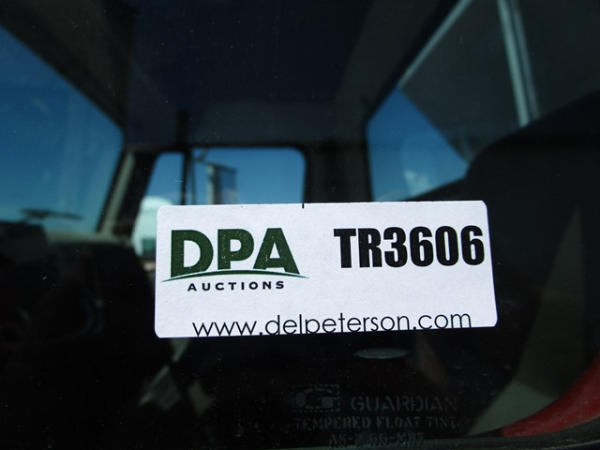 DPA
AUCTIONS
TR3606
www.delpeterson.com
G GUARDIAN
TEMPERED FLOAT TINT